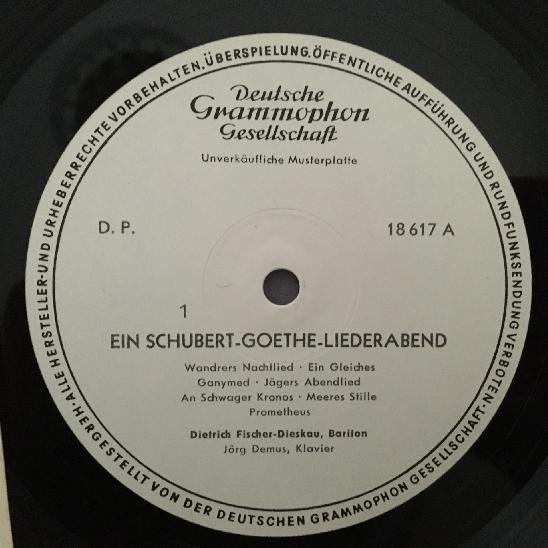 ALLE HERSTELLER-UND URHEBERRECHTE VORBEHALTEN. ÜBERSPIELUNG, ÖFFENTLICHE AUFFÜHRUNG UND RUNDFUNKSENDUNG VERBOTEN·
Deutsche
Grammophon
Gesellschaft
Unverkäufliche Musterplatte
D. P.
18 617 A
1
EIN SCHUBERT-GOETHE-LIEDERABEND
Wandrers Nachtlied · Ein Gleiches
Ganymed · Jägers Abendlied
An Schwager Kronos · Meeres Stille
Prometheus
Dietrich Fischer-Dieskau, Bariton
Jörg Demus, Klavier
HERGESTELLT VON DER DEUTSCHEN GRAMMOPHON GESELLSCHAFT·